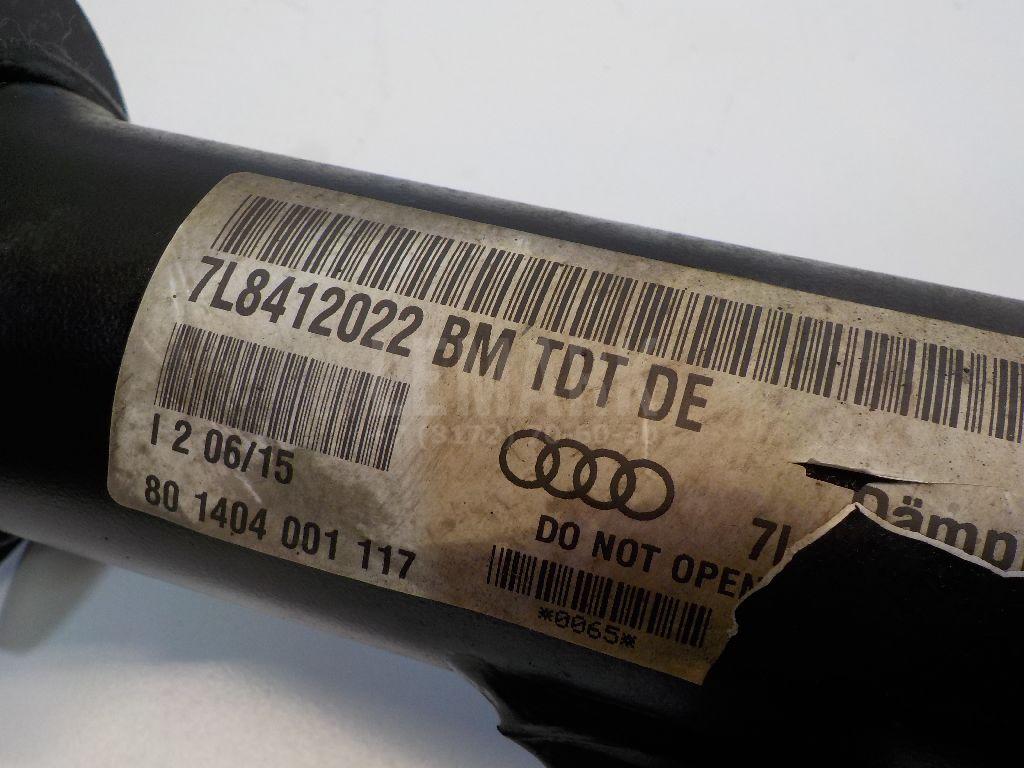 7L8412022 BM TDT DE
I 2 06/15
80 1404 001 117
DO NOT OPEN
*0065*